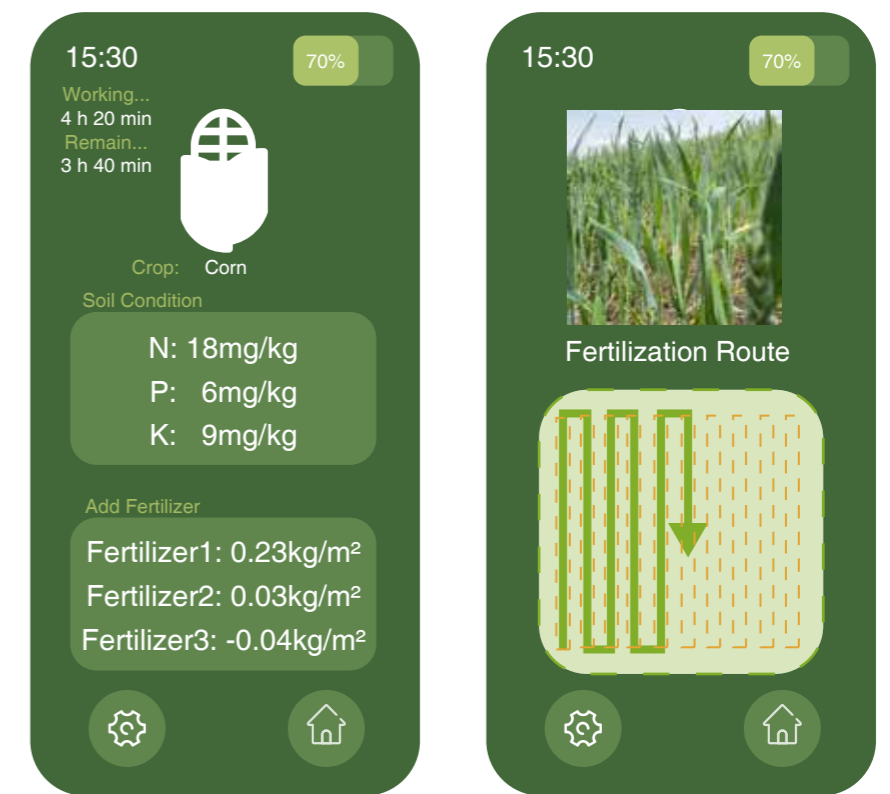 15:30
70%
Working...
4 h 20 min
Remain...
3 h 40 min
Crop: Corn
Soil Condition
N: 18mg/kg
P: 6mg/kg
K: 9mg/kg
Add Fertilizer
Fertilizer1: 0.23kg/m²
Fertilizer2: 0.03kg/m²
Fertilizer3: -0.04kg/m²
15:30
70%
Fertilization Route